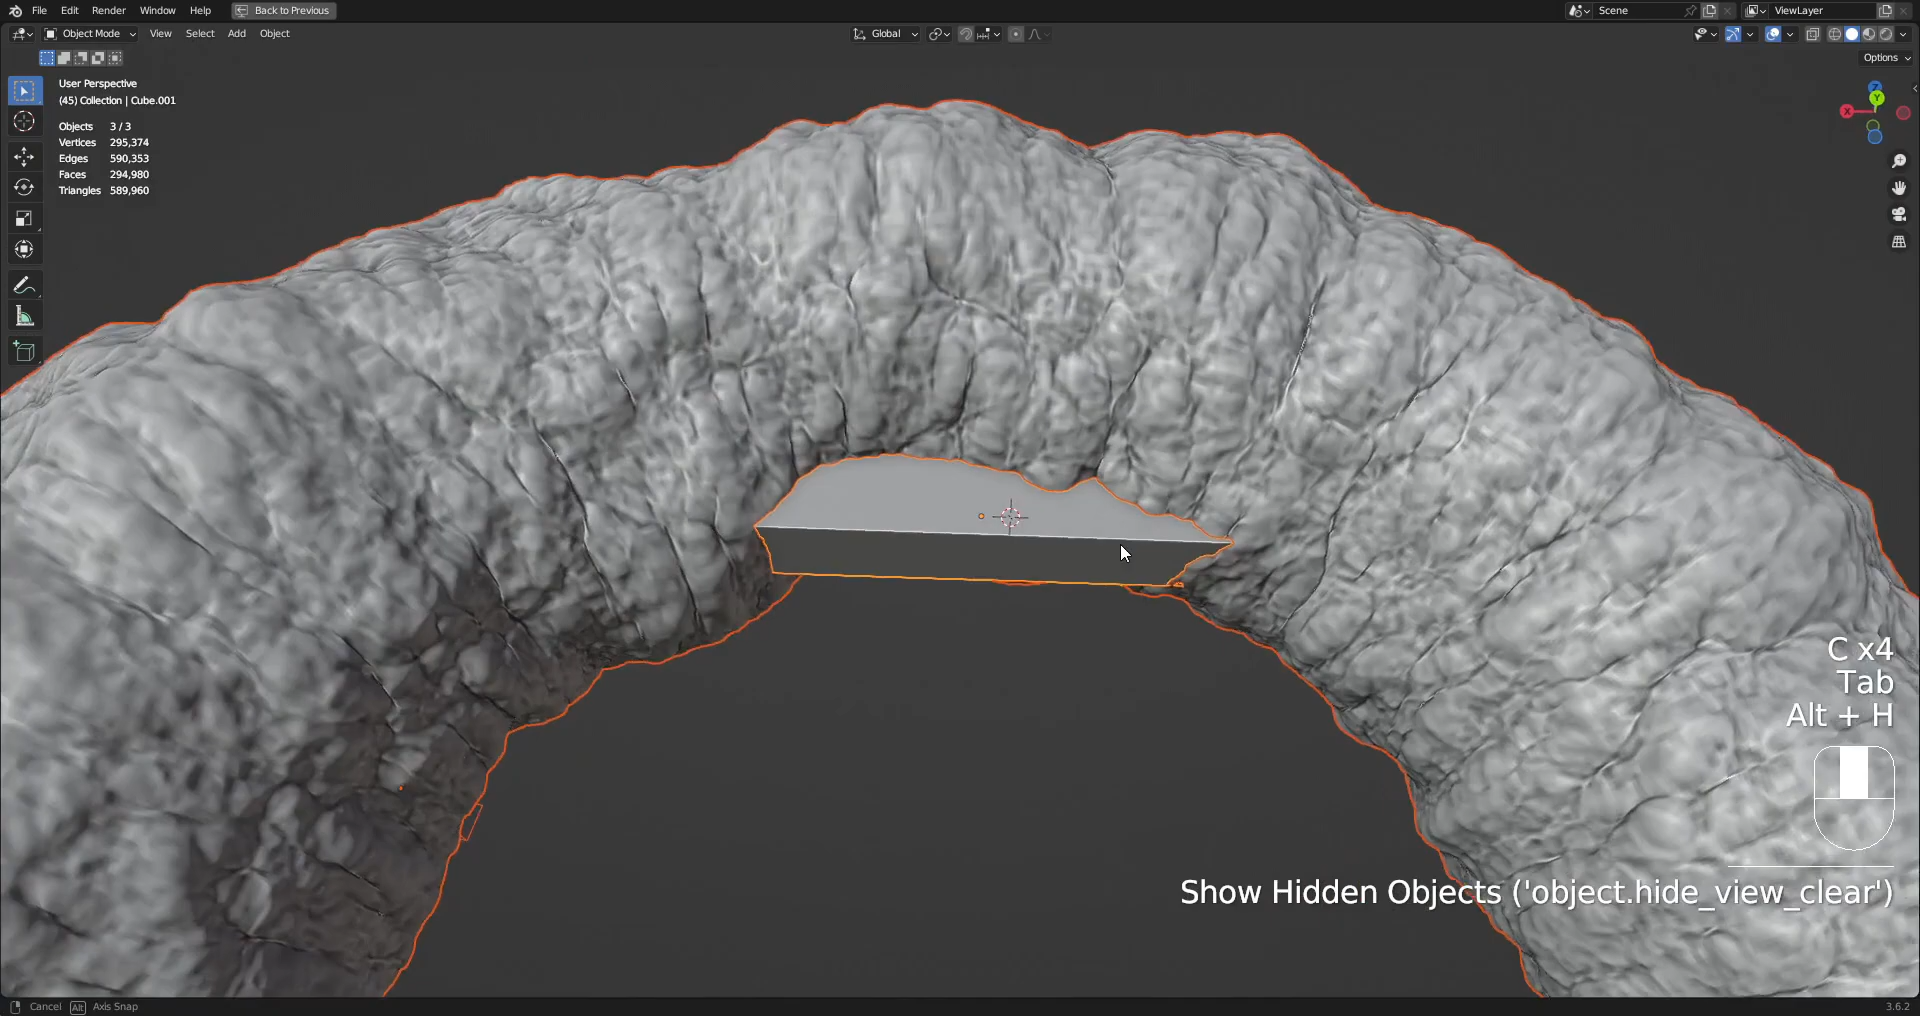 File Edit Render Window Help Back to Previous Scene ViewLayer
Object Mode View Select Add Object Global
Options
User Perspective
(45) Collection | Cube.001
Objects 3 / 3
Vertices 295,374
Edges 590,353
Faces 294,980
Triangles 589,960
Z
Y
X
C x4
Tab
Alt + H
Show Hidden Objects ('object.hide_view_clear')
Cancel Alt Axis Snap 3.6.2